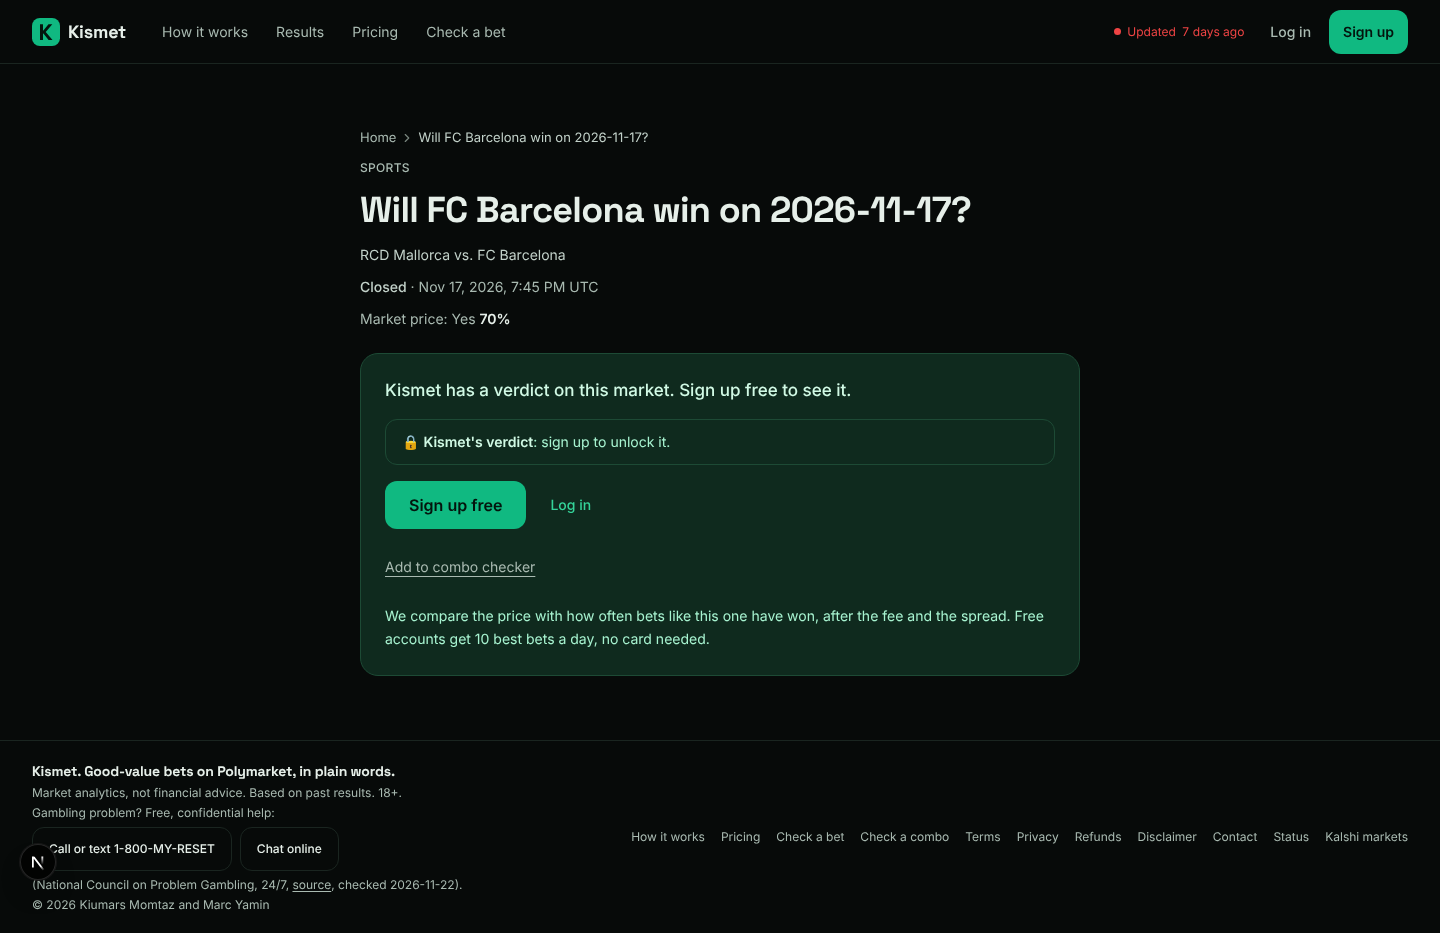 K Kismet How it works Results Pricing Check a bet Updated 7 days ago Log in Sign up
Home > Will FC Barcelona win on 2026-11-17?
SPORTS
Will FC Barcelona win on 2026-11-17?
RCD Mallorca vs. FC Barcelona
Closed · Nov 17, 2026, 7:45 PM UTC
Market price: Yes 70%
Kismet has a verdict on this market. Sign up free to see it.
🔒 Kismet's verdict: sign up to unlock it.
Sign up free Log in
Add to combo checker
We compare the price with how often bets like this one have won, after the fee and the spread. Free
accounts get 10 best bets a day, no card needed.
Kismet. Good-value bets on Polymarket, in plain words.
Market analytics, not financial advice. Based on past results. 18+.
Gambling problem? Free, confidential help:
Call or text 1-800-MY-RESET Chat online
(National Council on Problem Gambling, 24/7, source, checked 2026-11-22).
© 2026 Kiumars Momtaz and Marc Yamin
How it works Pricing Check a bet Check a combo Terms Privacy Refunds Disclaimer Contact Status Kalshi markets
N